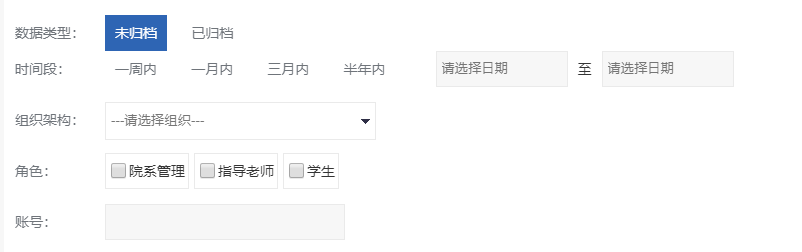 数据类型： 未归档 已归档
时间段： 一周内 一月内 三月内 半年内 请选择日期 至 请选择日期
组织架构： ---请选择组织---
角色： 院系管理 指导老师 学生
账号：